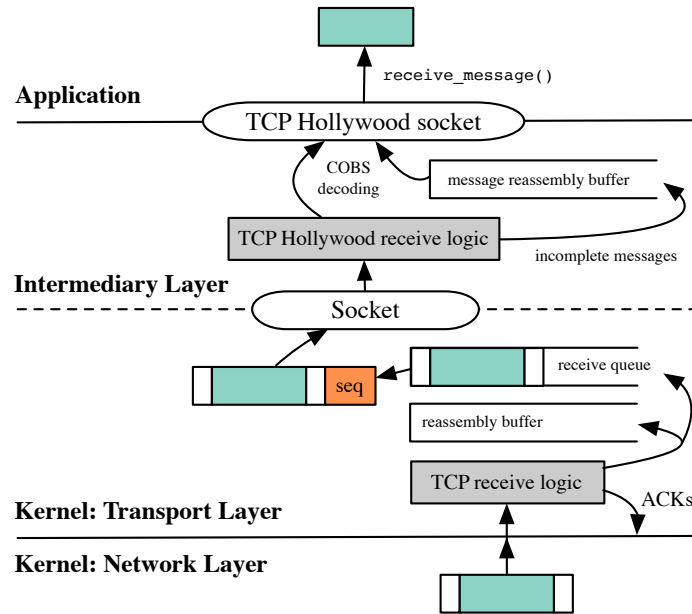 receive_message()
Application
TCP Hollywood socket
COBS
decoding
message reassembly buffer
TCP Hollywood receive logic
incomplete messages
Intermediary Layer
Socket
receive queue
seq
reassembly buffer
TCP receive logic
ACKs
Kernel: Transport Layer
Kernel: Network Layer